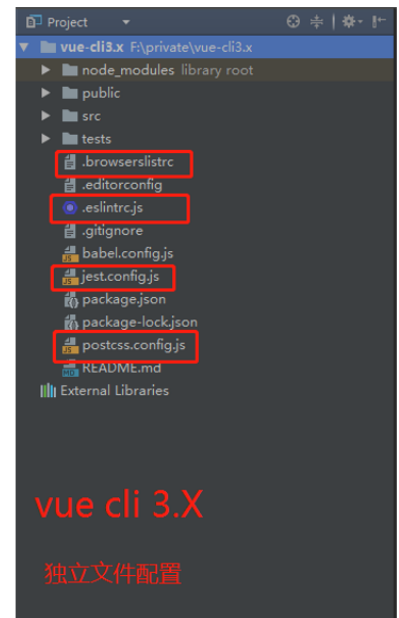 Project
vue-cli3.x F:\private\vue-cli3.x
node_modules library root
public
src
tests
.browserslistrc
.editorconfig
.eslintrc.js
.gitignore
babel.config.js
jest.config.js
package.json
package-lock.json
postcss.config.js
README.md
External Libraries
vue cli 3.X
独立文件配置